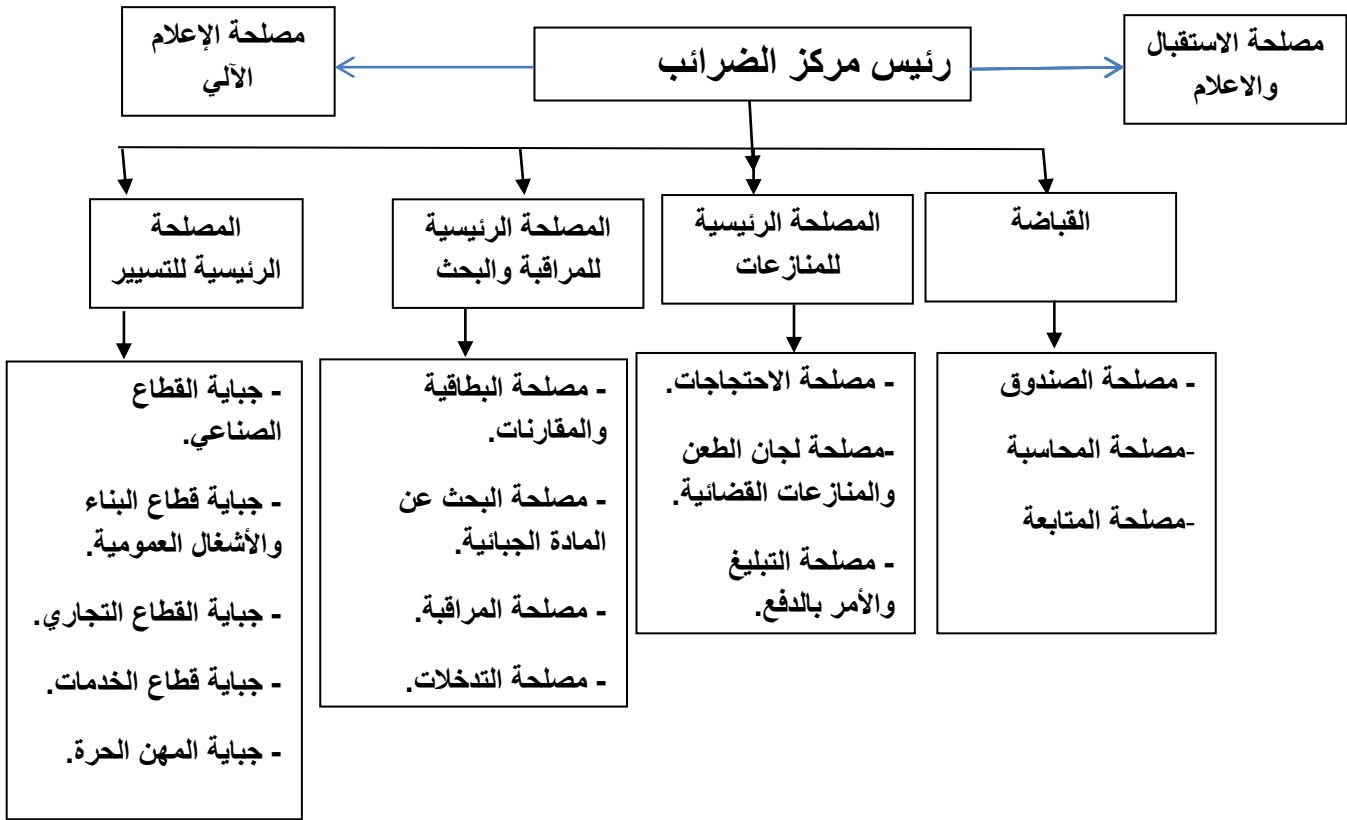 مصلحة الاستقبال
والاعلام
رئيس مركز الضرائب
مصلحة الإعلام
الآلي
القباضة
المصلحة الرئيسية
للمنازعات
المصلحة الرئيسية
للمراقبة والبحث
المصلحة
الرئيسية للتسيير
- مصلحة الصندوق
-مصلحة المحاسبة
-مصلحة المتابعة
- مصلحة الاحتجاجات.
-مصلحة لجان الطعن
والمنازعات القضائية.
- مصلحة التبليغ
والأمر بالدفع.
- مصلحة البطاقية
والمقارنات.
- مصلحة البحث عن
المادة الجبائية.
- مصلحة المراقبة.
- مصلحة التدخلات.
- جباية القطاع
الصناعي.
- جباية قطاع البناء
والأشغال العمومية.
- جباية القطاع التجاري.
- جباية قطاع الخدمات.
- جباية المهن الحرة.